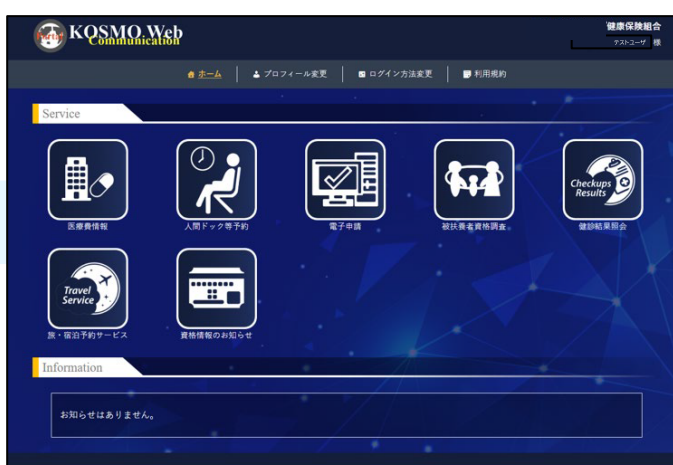 KOSMO Web
Communication
健康保険組合
テストユーザ 様
ホーム
プロフィール変更
ログイン方法変更
利用規約
Service
医療費情報
人間ドック等予約
電子申請
被扶養者資格調査
Checkups
Results
健診結果照会
Travel
Service
旅・宿泊予約サービス
資格情報のお知らせ
Information
お知らせはありません。